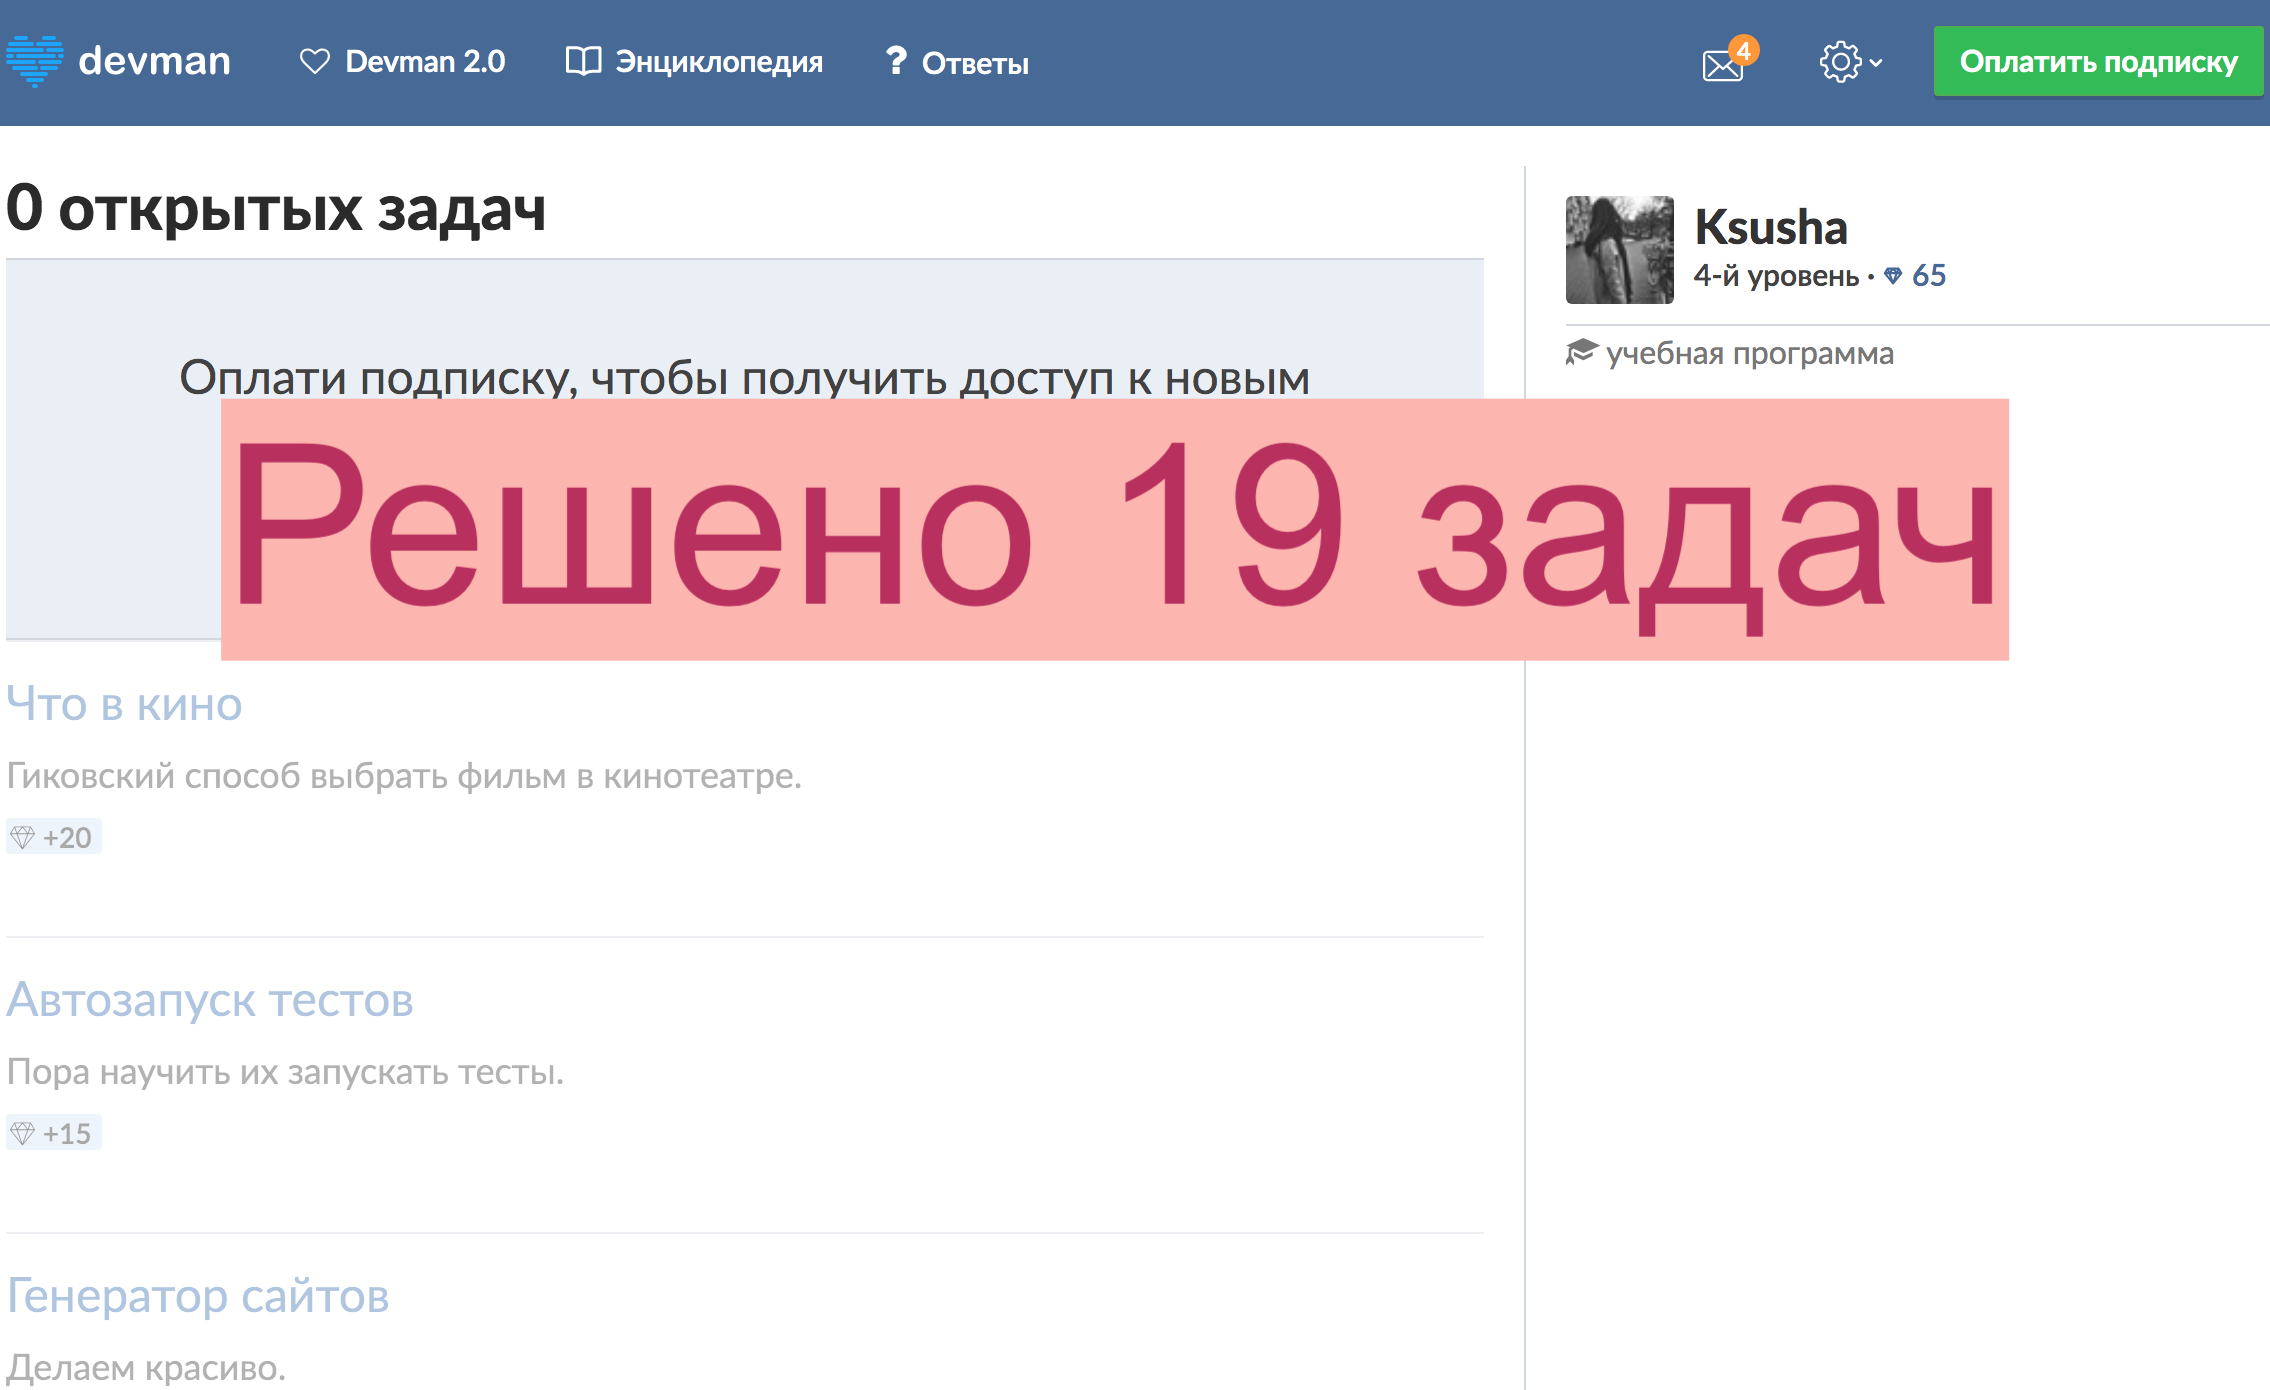 devman
Devman 2.0
Энциклопедия
? Ответы
4
Оплатить подписку
0 открытых задач
Ksusha
4-й уровень · 65
учебная программа
Оплати подписку, чтобы получить доступ к новым
Решено 19 задач
Что в кино
Гиковский способ выбрать фильм в кинотеатре.
+20
Автозапуск тестов
Пора научить их запускать тесты.
+15
Генератор сайтов
Делаем красиво.